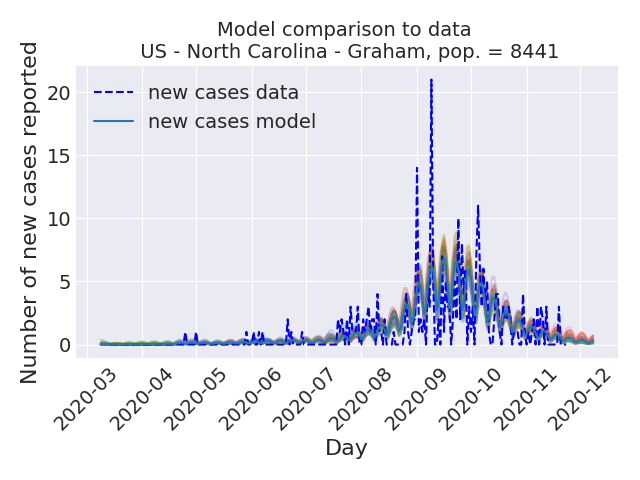 Model comparison to data
US - North Carolina - Graham, pop. = 8441
Number of new cases reported
20
15
10
5
0
new cases data
new cases model
2020-03
2020-04
2020-05
2020-06
2020-07
2020-08
2020-09
2020-10
2020-11
2020-12
Day